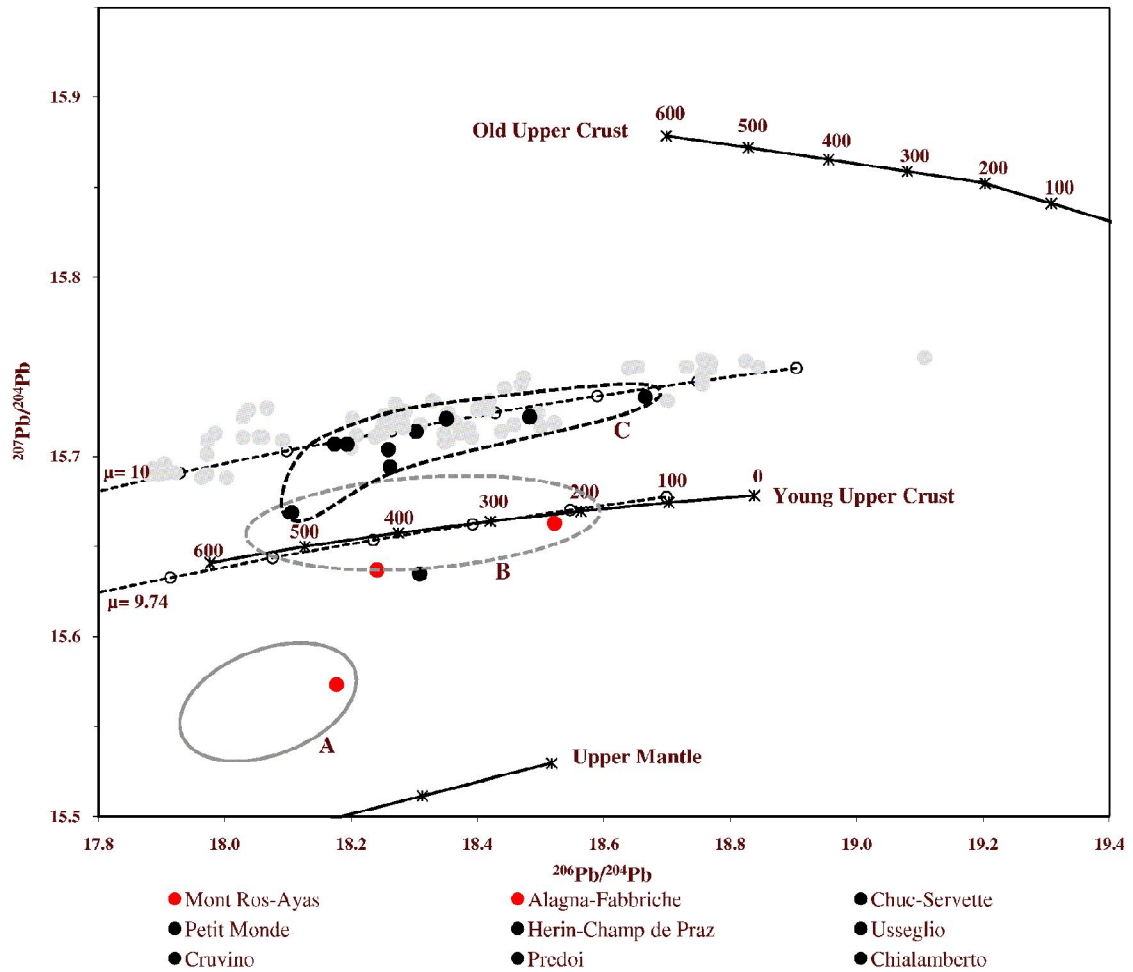 15.9
600
Old Upper Crust
500
400
300
200
100
15.8
²⁰⁷Pb/²⁰⁴Pb
C
15.7
μ= 10
0
100
200
300
Young Upper Crust
400
500
600
B
μ= 9.74
15.6
A
Upper Mantle
15.5
17.8 18.0 18.2 18.4 18.6 18.8 19.0 19.2 19.4
²⁰⁶Pb/²⁰⁴Pb
Mont Ros-Ayas Alagna-Fabbriche Chuc-Servette
Petit Monde Herin-Champ de Praz Usseglio
Cruvino Predoi Chialamberto